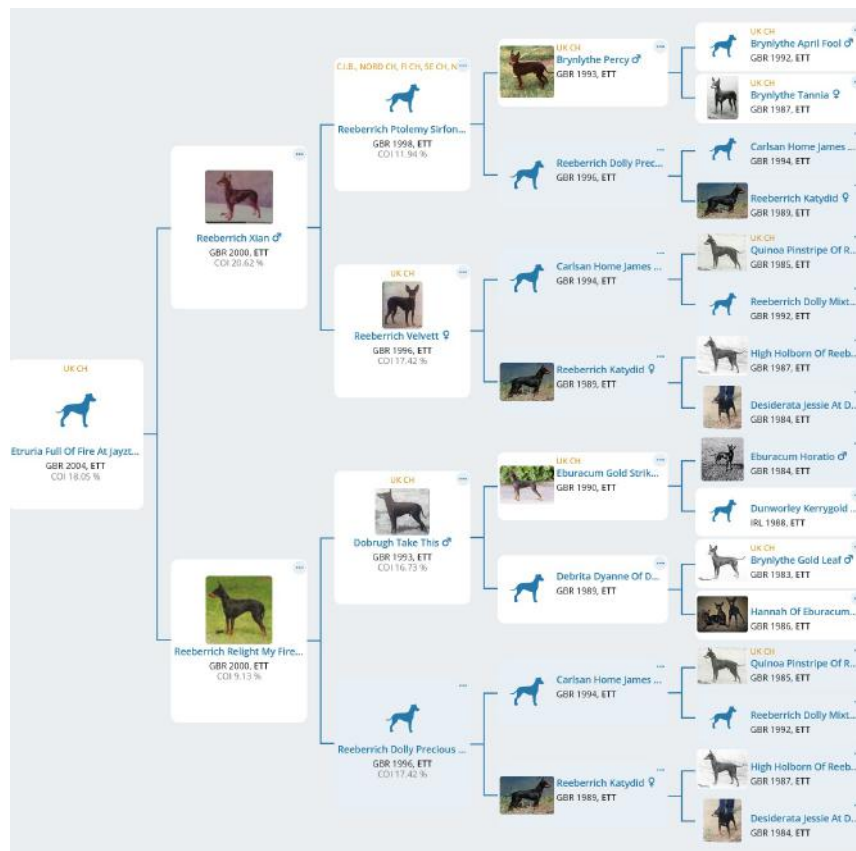 UK CH
Etruria Full Of Fire At Jayzt...
GBR 2004, ETT
COI 18.05 %
Reeberrich Xian ♂
GBR 2000, ETT
COI 20.62 %
Reeberrich Relight My Fire...
GBR 2000, ETT
COI 9.13 %
C.I.B., NORD CH, FI CH, SE CH, N
Reeberrich Ptolemy Sirfon...
GBR 1998, ETT
COI 11.94 %
UK CH
Reeberrich Velvett ♀
GBR 1996, ETT
COI 17.42 %
UK CH
Dobrugh Take This ♂
GBR 1993, ETT
COI 16.73 %
Reeberrich Dolly Precious ...
GBR 1996, ETT
COI 17.42 %
UK CH
Brynlythe Percy ♂
GBR 1993, ETT
Reeberrich Dolly Prec...
GBR 1996, ETT
Carlsan Home James ...
GBR 1994, ETT
Reeberrich Katydid ♀
GBR 1989, ETT
UK CH
Eburacum Gold Strik...
GBR 1990, ETT
Debrita Dyanne Of D...
GBR 1989, ETT
Carlsan Home James ...
GBR 1994, ETT
Reeberrich Katydid ♀
GBR 1989, ETT
UK CH
Brynlythe April Fool ♂
GBR 1992, ETT
UK CH
Brynlythe Tannia ♀
GBR 1987, ETT
Carlsan Home James ...
GBR 1994, ETT
Reeberrich Katydid ♀
GBR 1989, ETT
UK CH
Quinoa Pinstripe Of R...
GBR 1985, ETT
Reeberrich Dolly Mixt...
GBR 1992, ETT
High Holborn Of Reeb...
GBR 1987, ETT
Desiderata Jessie At D...
GBR 1984, ETT
Eburacum Horatio ♂
GBR 1984, ETT
Dunworley Kerrygold ...
IRL 1988, ETT
UK CH
Brynlythe Gold Leaf ♂
GBR 1983, ETT
Hannah Of Eburacum...
GBR 1986, ETT
UK CH
Quinoa Pinstripe Of R...
GBR 1985, ETT
Reeberrich Dolly Mixt...
GBR 1992, ETT
High Holborn Of Reeb...
GBR 1987, ETT
Desiderata Jessie At D...
GBR 1984, ETT